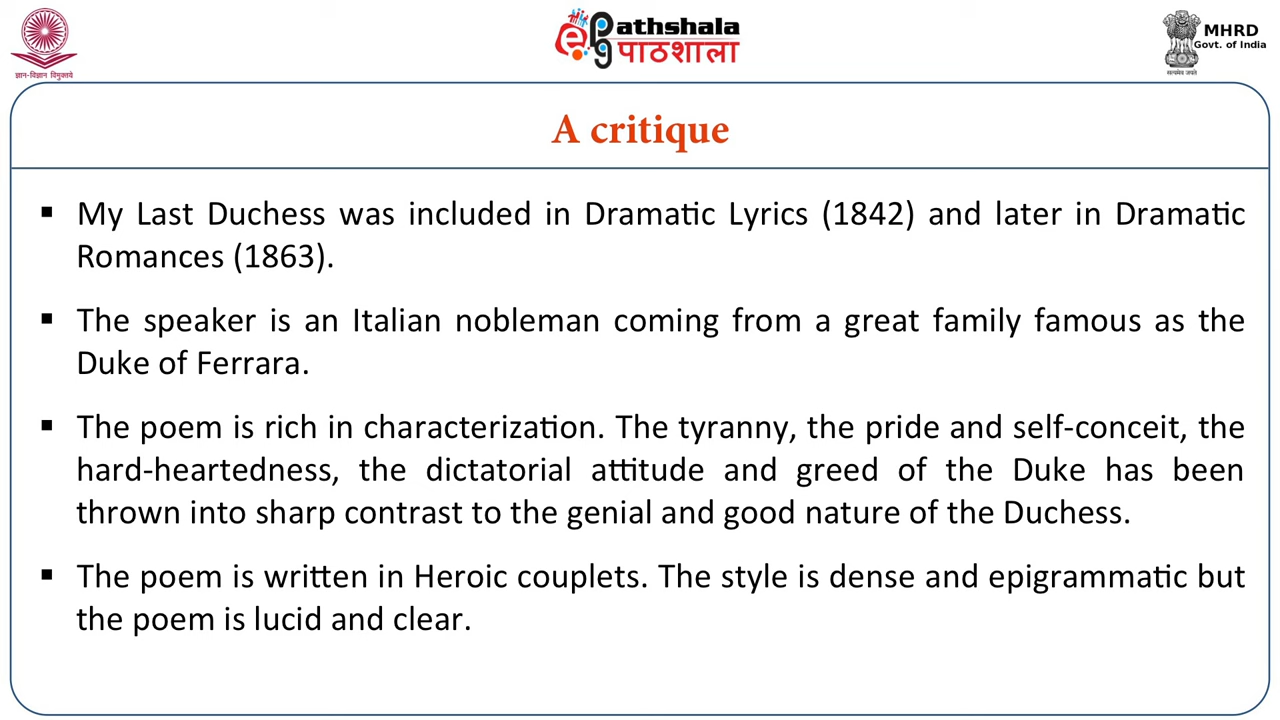 ज्ञान-विज्ञान विमुक्तये
ePathshala
पाठशाला
MHRD
Govt. of India
सत्यमेव जयते
A critique
▪ My Last Duchess was included in Dramatic Lyrics (1842) and later in Dramatic
Romances (1863).
▪ The speaker is an Italian nobleman coming from a great family famous as the
Duke of Ferrara.
▪ The poem is rich in characterization. The tyranny, the pride and self-conceit, the
hard-heartedness, the dictatorial attitude and greed of the Duke has been
thrown into sharp contrast to the genial and good nature of the Duchess.
▪ The poem is written in Heroic couplets. The style is dense and epigrammatic but
the poem is lucid and clear.